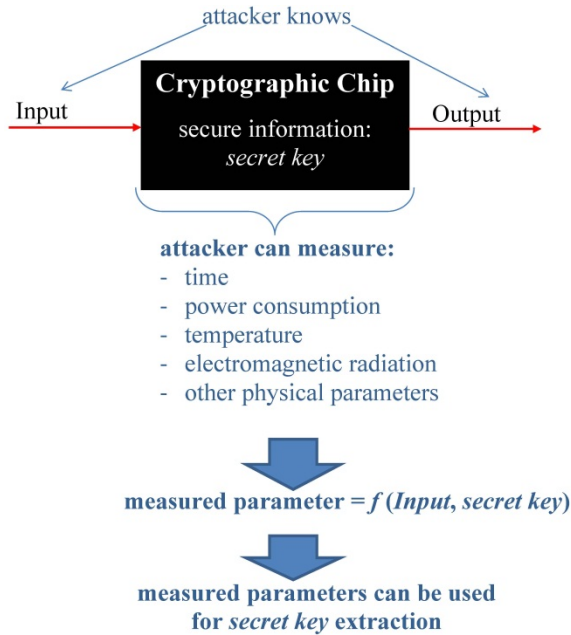 attacker knows
Cryptographic Chip
Input
secure information:
secret key
Output
attacker can measure:
- time
- power consumption
- temperature
- electromagnetic radiation
- other physical parameters
measured parameter = f (Input, secret key)
measured parameters can be used
for secret key extraction